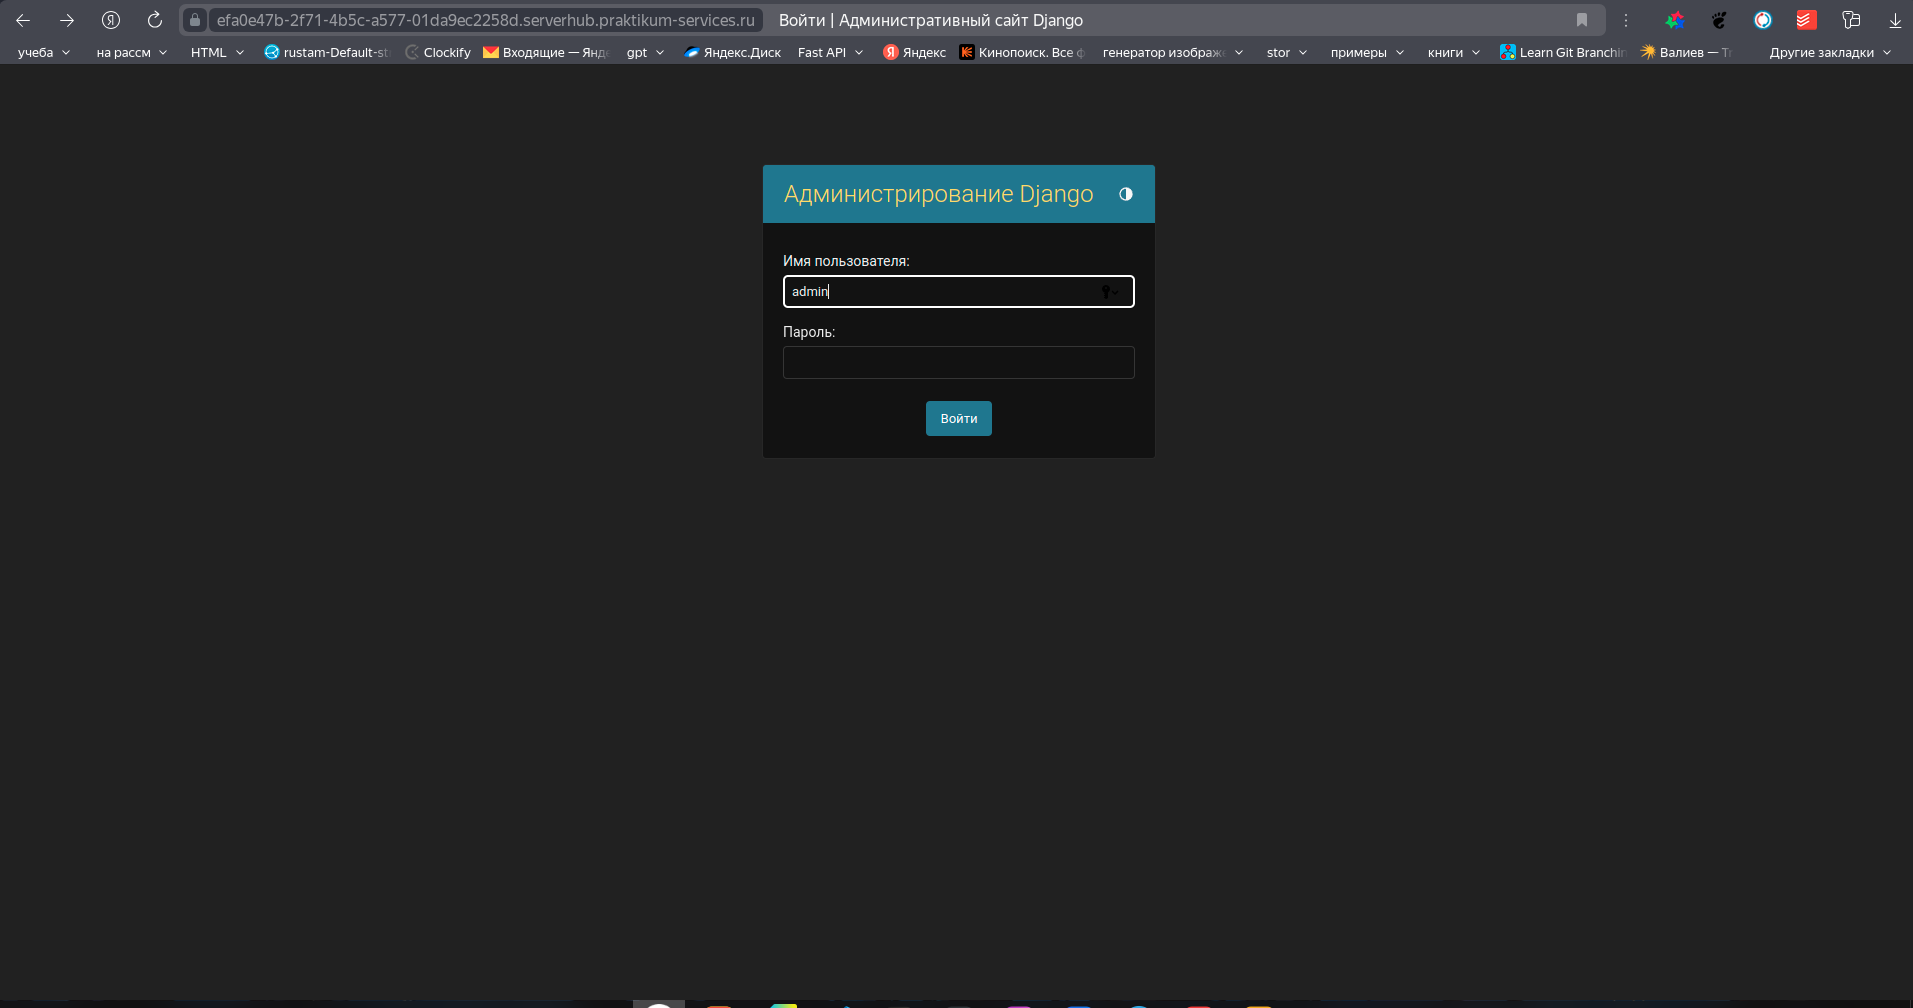 efa0e47b-2f71-4b5c-a577-01da9ec2258d.serverhub.praktikum-services.ru Войти | Административный сайт Django
учеба на рассм HTML rustam-Default-st Clockify Входящие — Янд gpt Яндекс.Диск Fast API Яндекс Кинопоиск. Все ф генератор изображ stor примеры книги Learn Git Branchin Валиев — Tr Другие закладки
Администрирование Django
Имя пользователя:
admin
Пароль:
Войти